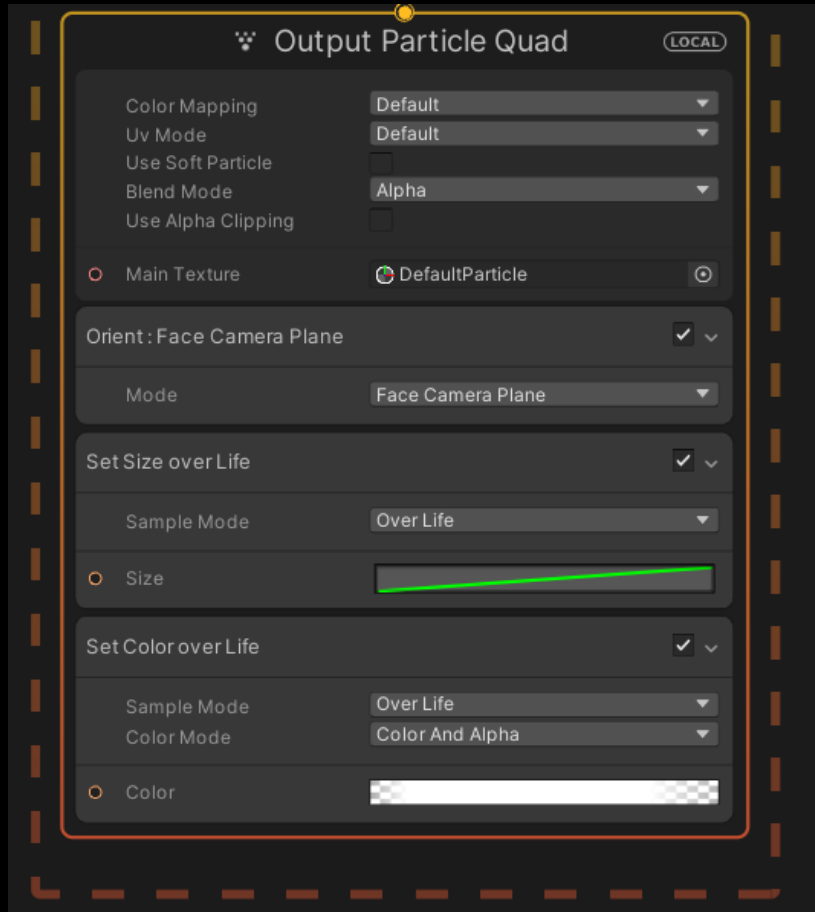 Output Particle Quad LOCAL
Color Mapping Default
Uv Mode Default
Use Soft Particle
Blend Mode Alpha
Use Alpha Clipping
Main Texture DefaultParticle
Orient : Face Camera Plane
Mode Face Camera Plane
Set Size over Life
Sample Mode Over Life
Size
Set Color over Life
Sample Mode Over Life
Color Mode Color And Alpha
Color